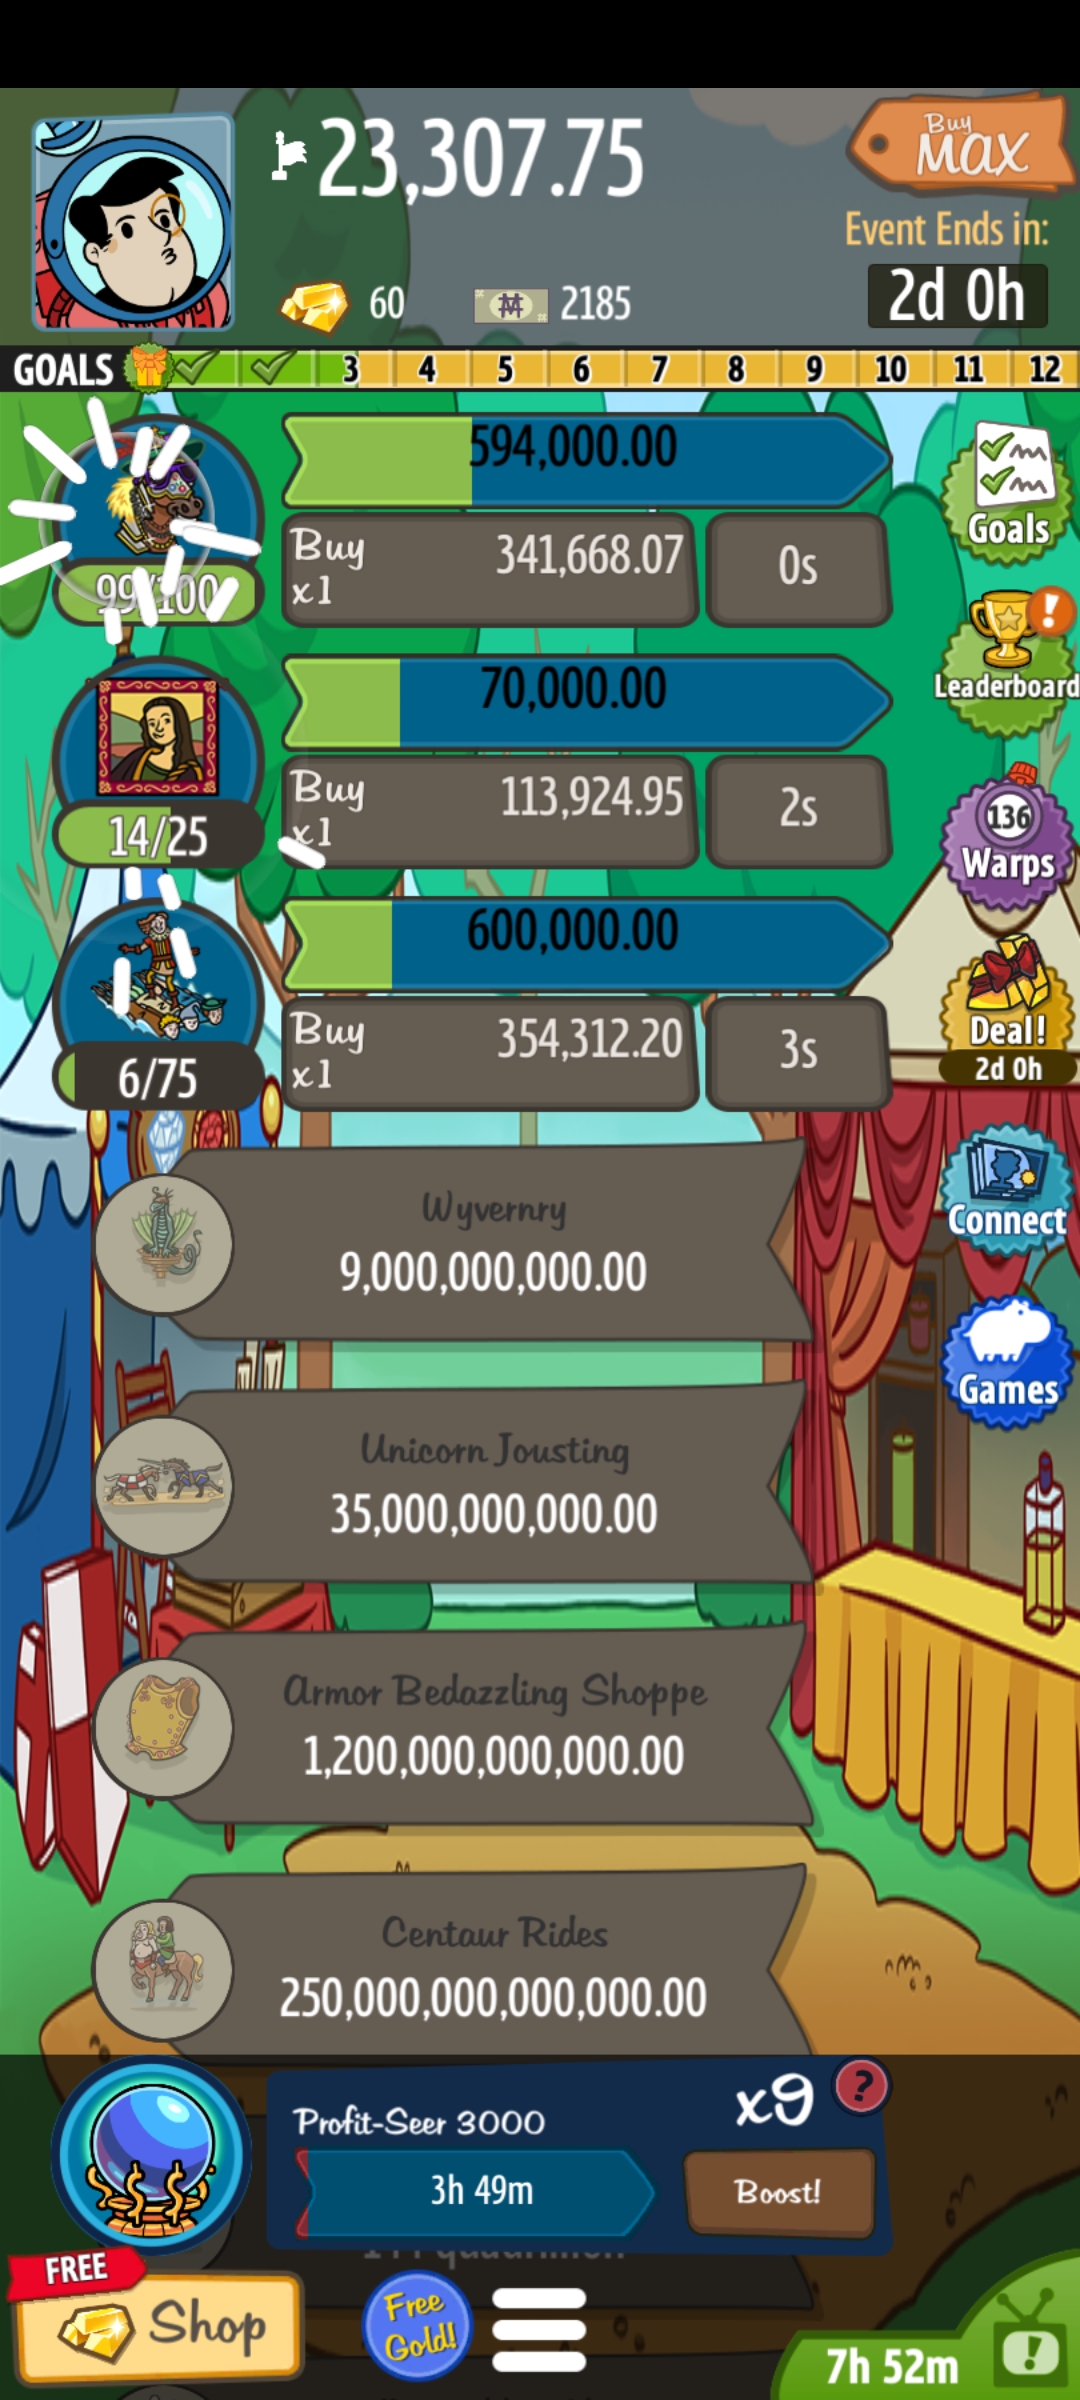 23,307.75
Buy
MAX
Event Ends in:
60
2185
2d 0h
GOALS
3 4 5 6 7 8 9 10 11 12
594,000.00
Goals
Buy
x1
341,668.07
0s
99/100
Leaderboard
70,000.00
Buy
x1
113,924.95
2s
14/25
136
Warps
600,000.00
Buy
x1
354,312.20
3s
6/75
Deal!
2d 0h
Connect
Wyvernry
9,000,000,000.00
Games
Unicorn Jousting
35,000,000,000.00
Armor Bedazzling Shoppe
1,200,000,000,000.00
Centaur Rides
250,000,000,000,000.00
x9
?
Profit-Seer 3000
3h 49m
Boost!
FREE
Shop
Free
Gold!
7h 52m